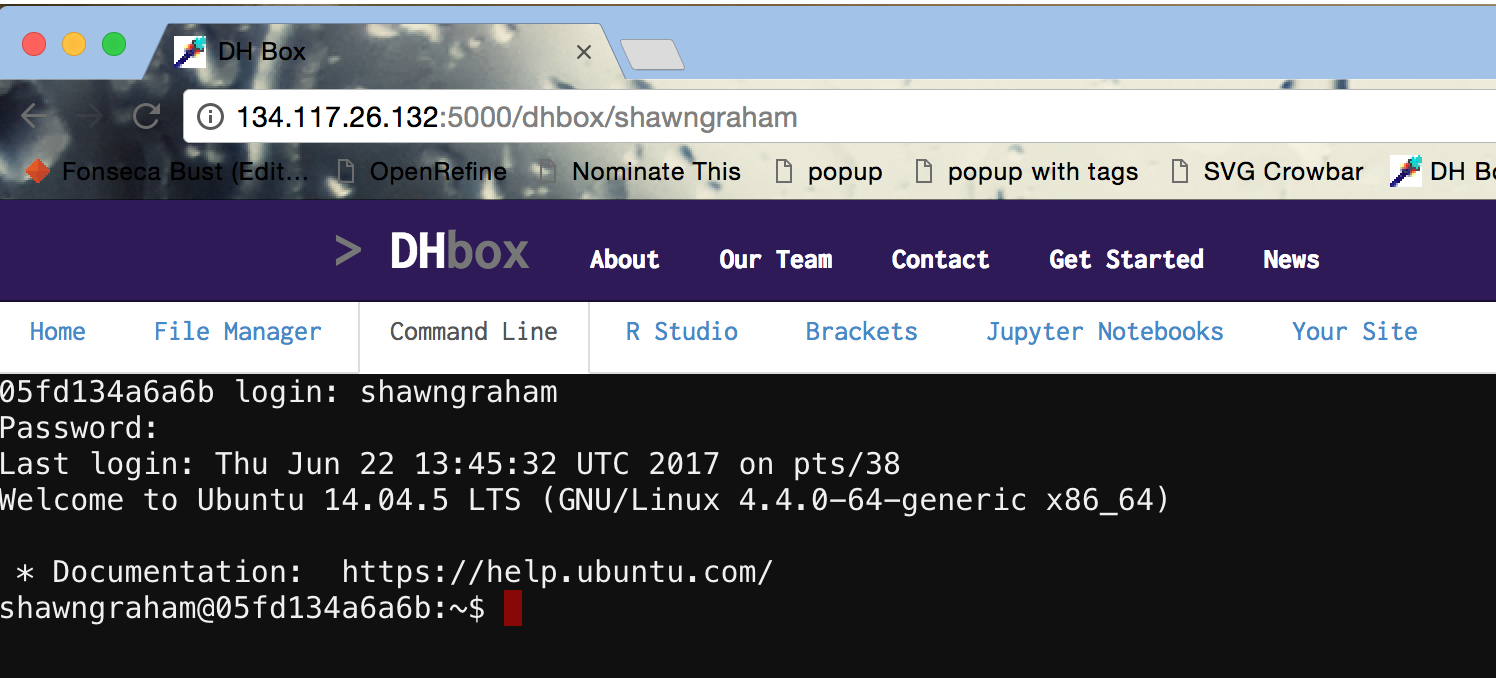 DH Box
134.117.26.132:5000/dhbox/shawngraham
Fonseca Bust (Edit... OpenRefine Nominate This popup popup with tags SVG Crowbar DH Bo
> DHbox About Our Team Contact Get Started News
Home File Manager Command Line R Studio Brackets Jupyter Notebooks Your Site
05fd134a6a6b login: shawngraham
Password:
Last login: Thu Jun 22 13:45:32 UTC 2017 on pts/38
Welcome to Ubuntu 14.04.5 LTS (GNU/Linux 4.4.0-64-generic x86_64)
* Documentation: https://help.ubuntu.com/
shawngraham@05fd134a6a6b:~$